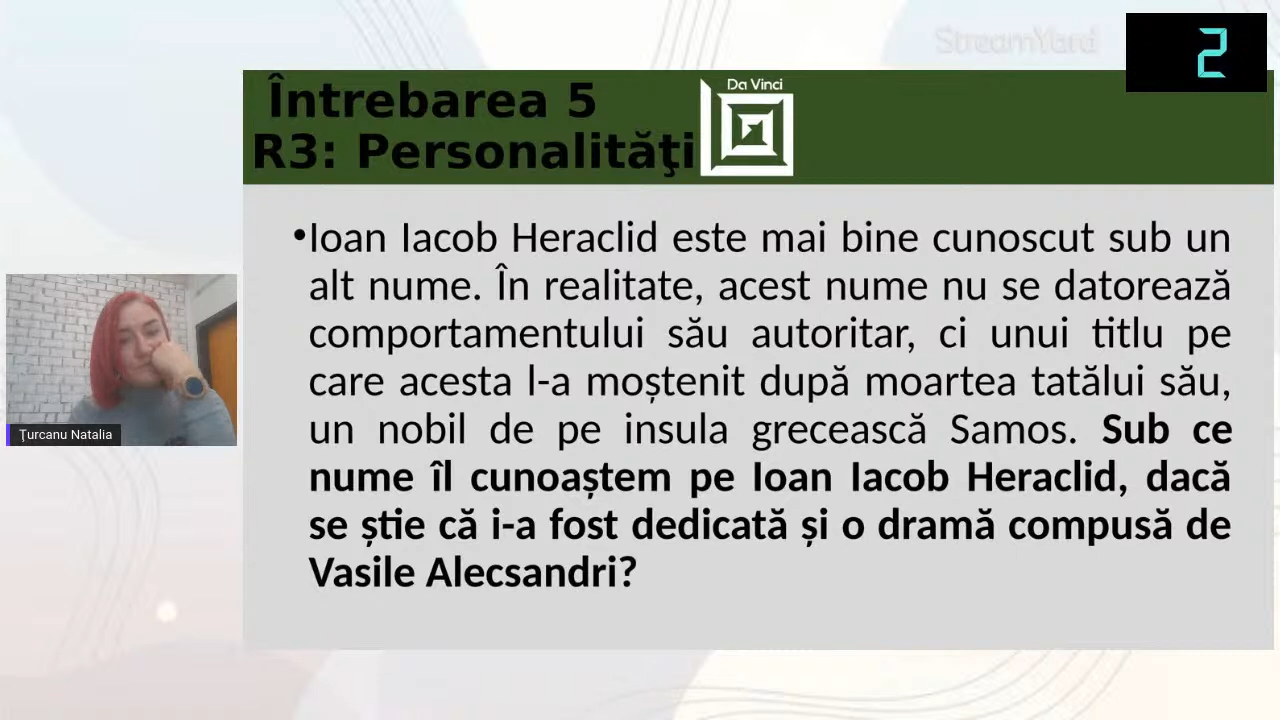 StreamYard
2
Întrebarea 5
R3: Personalităţi
Da Vinci
•Ioan Iacob Heraclid este mai bine cunoscut sub un
alt nume. În realitate, acest nume nu se datorează
comportamentului său autoritar, ci unui titlu pe
care acesta l-a moștenit după moartea tatălui său,
un nobil de pe insula grecească Samos. Sub ce
nume îl cunoaștem pe Ioan Iacob Heraclid, dacă
se știe că i-a fost dedicată și o dramă compusă de
Vasile Alecsandri?
Ţurcanu Natalia